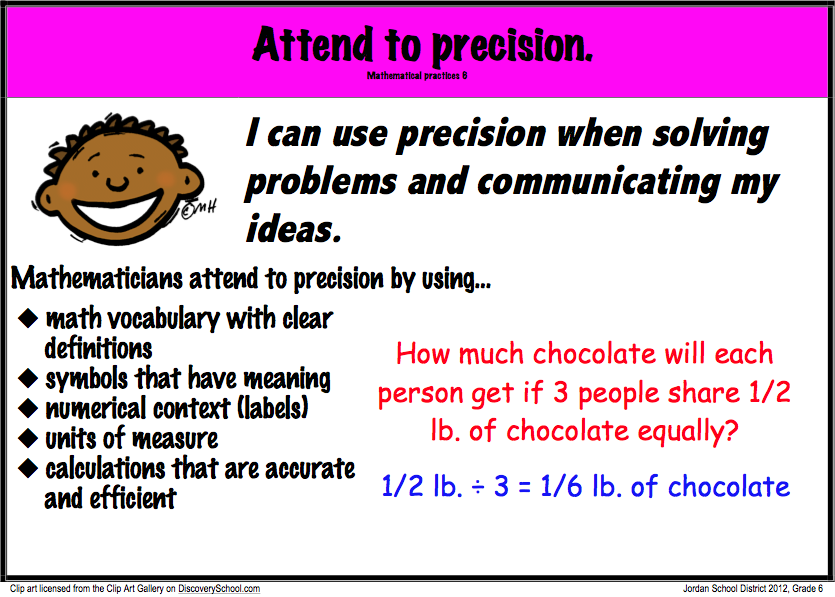 Attend to precision.
Mathematical practices 6
I can use precision when solving
problems and communicating my
ideas.
©MH
Mathematicians attend to precision by using...
◆ math vocabulary with clear
definitions
◆ symbols that have meaning
◆ numerical context (labels)
◆ units of measure
◆ calculations that are accurate
and efficient
How much chocolate will each
person get if 3 people share 1/2
lb. of chocolate equally?
1/2 lb. ÷ 3 = 1/6 lb. of chocolate
Clip art licensed from the Clip Art Gallery on DiscoverySchool.com
Jordan School District 2012, Grade 6